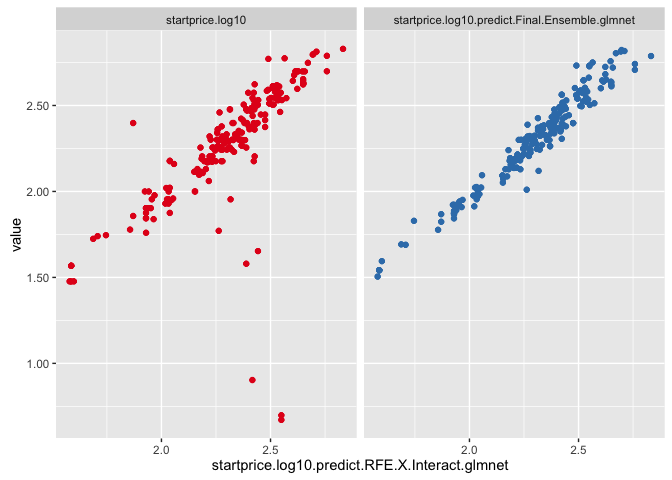 startprice.log10
startprice.log10.predict.Final.Ensemble.glmnet
value
2.50
2.00
1.50
1.00
2.0
2.5
2.0
2.5
startprice.log10.predict.RFE.X.Interact.glmnet